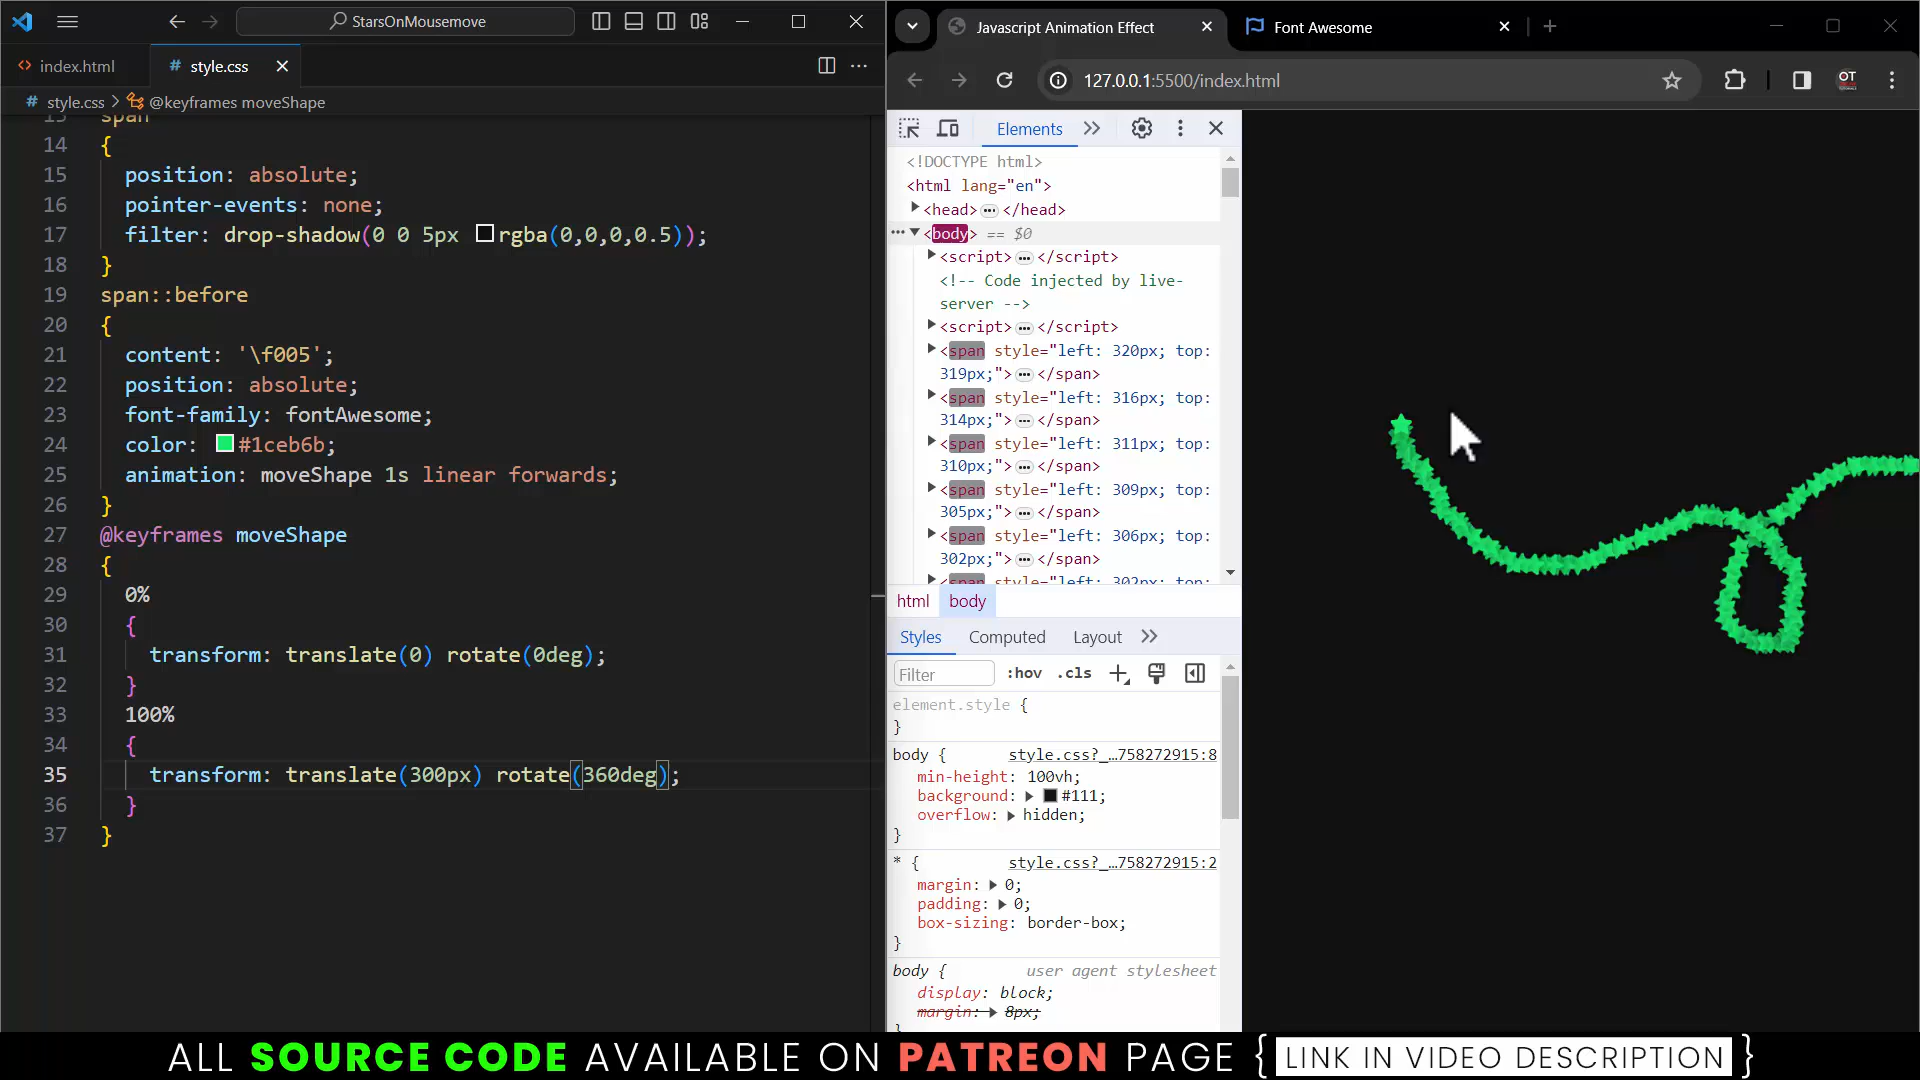 StarsOnMousemove
index.html
# style.css
# style.css > @keyframes moveShape
13 span
14 {
15 position: absolute;
16 pointer-events: none;
17 filter: drop-shadow(0 0 5px rgba(0,0,0,0.5));
18 }
19 span::before
20 {
21 content: '\f005';
22 position: absolute;
23 font-family: fontAwesome;
24 color: #1ceb6b;
25 animation: moveShape 1s linear forwards;
26 }
27 @keyframes moveShape
28 {
29 0%
30 {
31 transform: translate(0) rotate(0deg);
32 }
33 100%
34 {
35 transform: translate(300px) rotate(360deg);
36 }
37 }
Javascript Animation Effect
Font Awesome
127.0.0.1:5500/index.html
OT
Elements
<!DOCTYPE html>
<html lang="en">
<head> ••• </head>
••• <body> == $0
<script> ••• </script>
<!-- Code injected by live-
server -->
<script> ••• </script>
<span style="left: 320px; top:
319px;"> ••• </span>
<span style="left: 316px; top:
314px;"> ••• </span>
<span style="left: 311px; top:
310px;"> ••• </span>
<span style="left: 309px; top:
305px;"> ••• </span>
<span style="left: 306px; top:
302px;"> ••• </span>
<span style="left: 302px; top:
html body
Styles Computed Layout
Filter :hov .cls
element.style {
}
body { style.css?_…758272915:8
min-height: 100vh;
background: #111;
overflow: hidden;
}
* { style.css?_…758272915:2
margin: 0;
padding: 0;
box-sizing: border-box;
}
body { user agent stylesheet
display: block;
margin: 8px;
}
ALL SOURCE CODE AVAILABLE ON PATREON PAGE { LINK IN VIDEO DESCRIPTION }